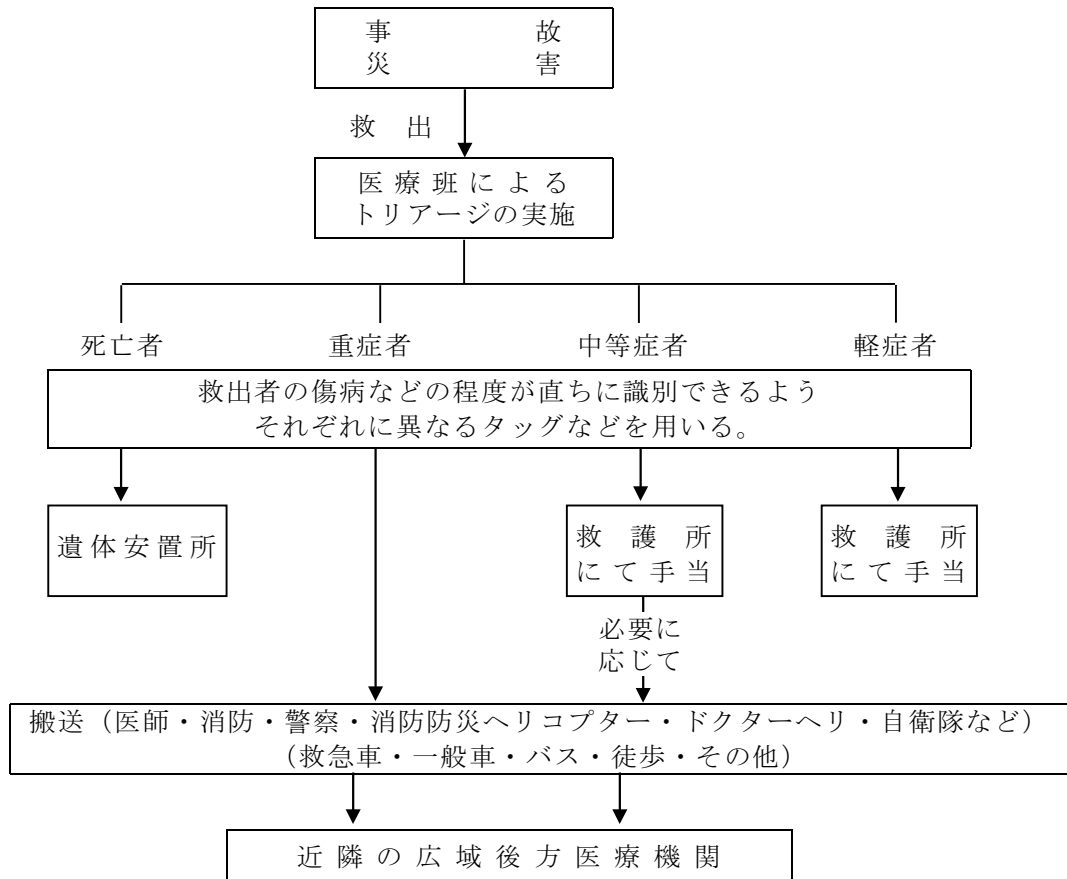 事故
災害
救出
医療班による
トリアージの実施
死亡者 重症者 中等症者 軽症者
救出者の傷病などの程度が直ちに識別できるよう
それぞれに異なるタッグなどを用いる。
遺体安置所
救護所
にて手当
救護所
にて手当
必要に
応じて
搬送（医師・消防・警察・消防防災ヘリコプター・ドクターヘリ・自衛隊など）
（救急車・一般車・バス・徒歩・その他）
近隣の広域後方医療機関